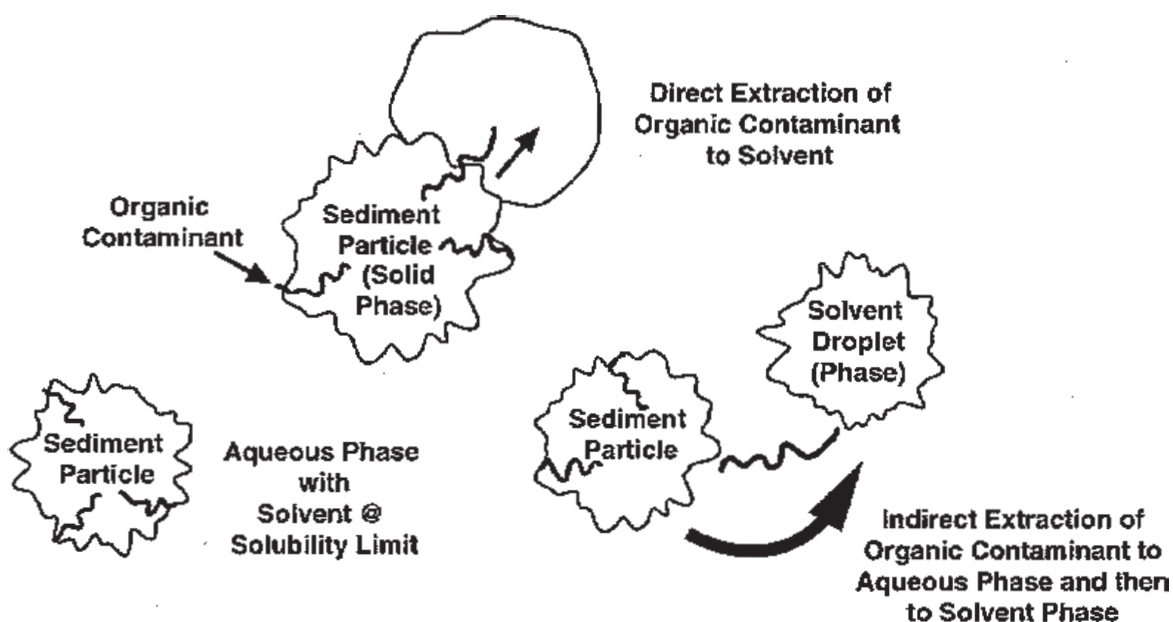 Direct Extraction of
Organic Contaminant
to Solvent
Organic
Contaminant
Sediment
Particle
(Solid
Phase)
Solvent
Droplet
(Phase)
Sediment
Particle
Sediment
Particle
Aqueous Phase
with
Solvent @
Solubility Limit
Indirect Extraction of
Organic Contaminant to
Aqueous Phase and then
to Solvent Phase